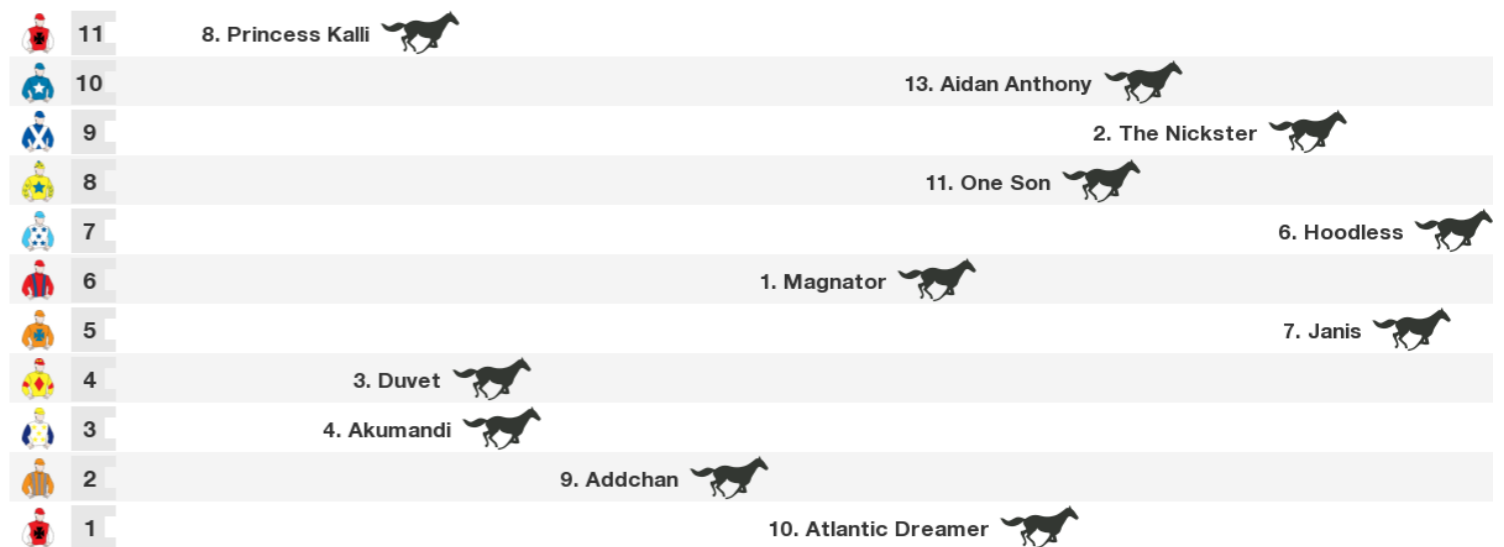 11 8. Princess Kalli
10 13. Aidan Anthony
9 2. The Nickster
8 11. One Son
7 6. Hoodless
6 1. Magnator
5 7. Janis
4 3. Duvet
3 4. Akumandi
2 9. Addchan
1 10. Atlantic Dreamer